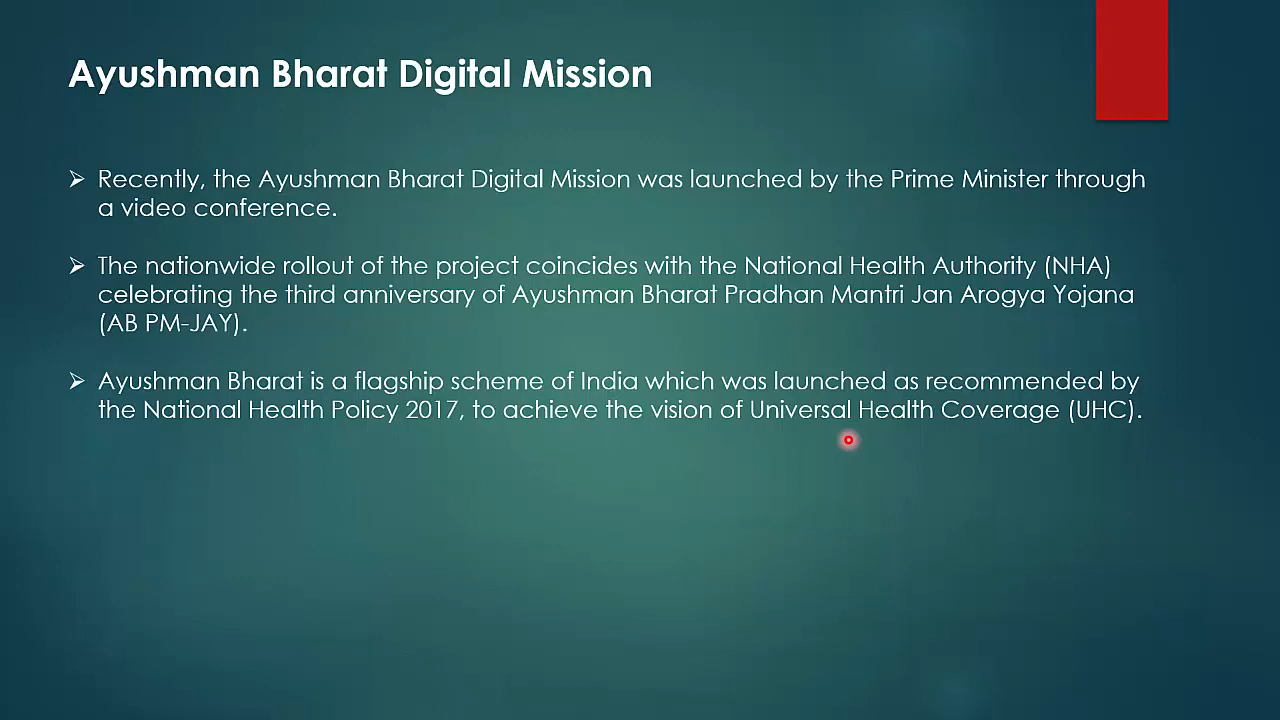 Ayushman Bharat Digital Mission
➢ Recently, the Ayushman Bharat Digital Mission was launched by the Prime Minister through
a video conference.
➢ The nationwide rollout of the project coincides with the National Health Authority (NHA)
celebrating the third anniversary of Ayushman Bharat Pradhan Mantri Jan Arogya Yojana
(AB PM-JAY).
➢ Ayushman Bharat is a flagship scheme of India which was launched as recommended by
the National Health Policy 2017, to achieve the vision of Universal Health Coverage (UHC).